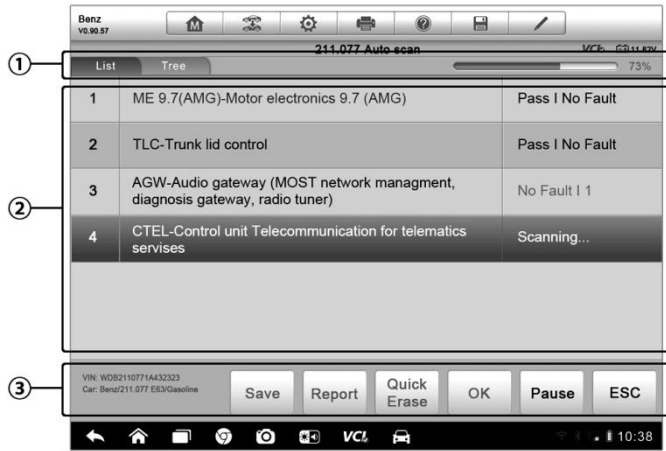 Benz
V0.90.57
211.077 Auto scan
VCI 11.82V
①
List Tree 73%
②
1 ME 9.7(AMG)-Motor electronics 9.7 (AMG) Pass I No Fault
2 TLC-Trunk lid control Pass I No Fault
3 AGW-Audio gateway (MOST network managment,
diagnosis gateway, radio tuner) No Fault I 1
4 CTEL-Control unit Telecommunication for telematics
servises Scanning...
③
VIN: WDB2110771A432323
Car: Benz/211.077 E63/Gasoline
Save Report Quick
Erase OK Pause ESC
VCI 10:38